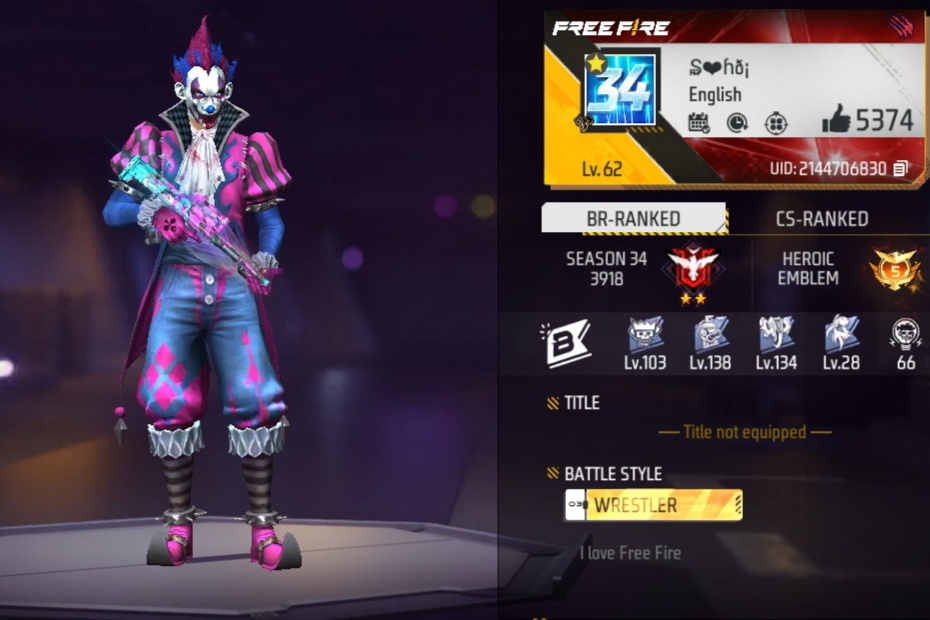 FREE FIRE
34
ʂ❤ɦði
English
5374
Lv. 62
UID: 2144706830
BR-RANKED
CS-RANKED
SEASON 34
3918
HEROIC
EMBLEM
5
B
Lv.103
Lv.138
Lv.134
Lv.28
66
TITLE
Title not equipped
BATTLE STYLE
WRESTLER
I love Free Fire